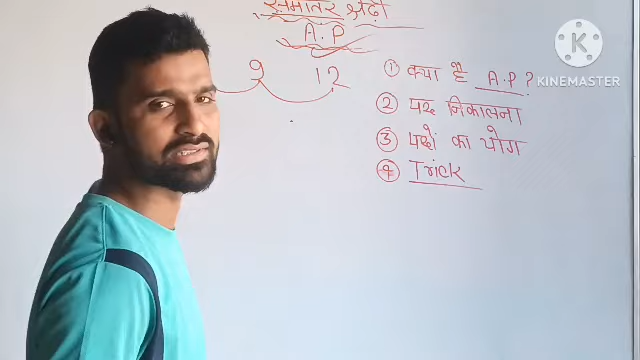 समांतर श्रेढ़ी
A.P
9 12
① क्या है A.P?
② पद निकालना
③ पदों का योग
④ Trick
K
KINEMASTER